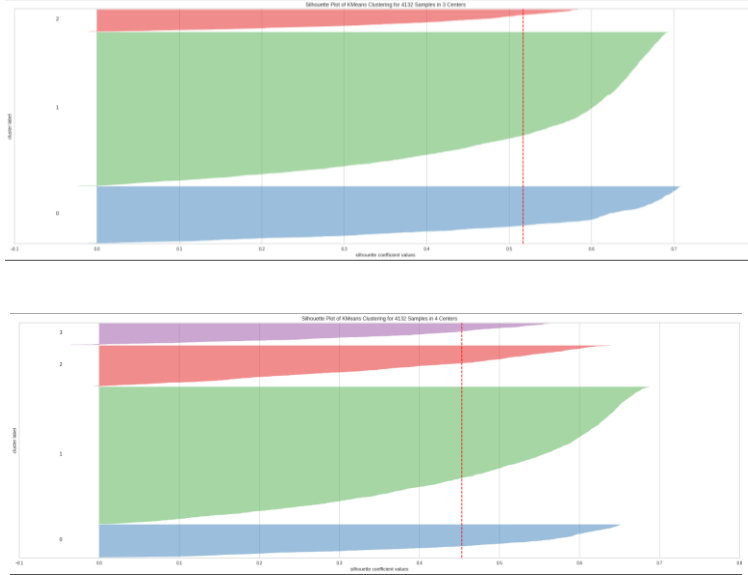 Silhouette Plot of KMeans Clustering for 4132 Samples in 3 Centers
2
1
0
cluster label
-0.1 0.0 0.1 0.2 0.3 0.4 0.5 0.6 0.7
silhouette coefficient values
Silhouette Plot of KMeans Clustering for 4132 Samples in 4 Centers
3
2
1
0
cluster label
-0.1 0.0 0.1 0.2 0.3 0.4 0.5 0.6 0.7 0.8
silhouette coefficient values